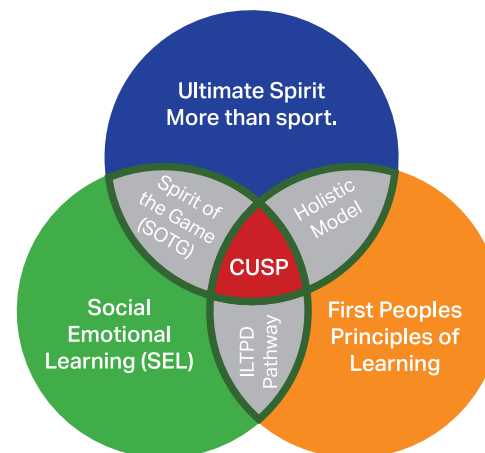 Ultimate Spirit
More than sport.
Spirit of
the Game
(SOTG)
Holistic
Model
CUSP
Social
Emotional
Learning (SEL)
First Peoples
Principles of
Learning
ILTPD
Pathway